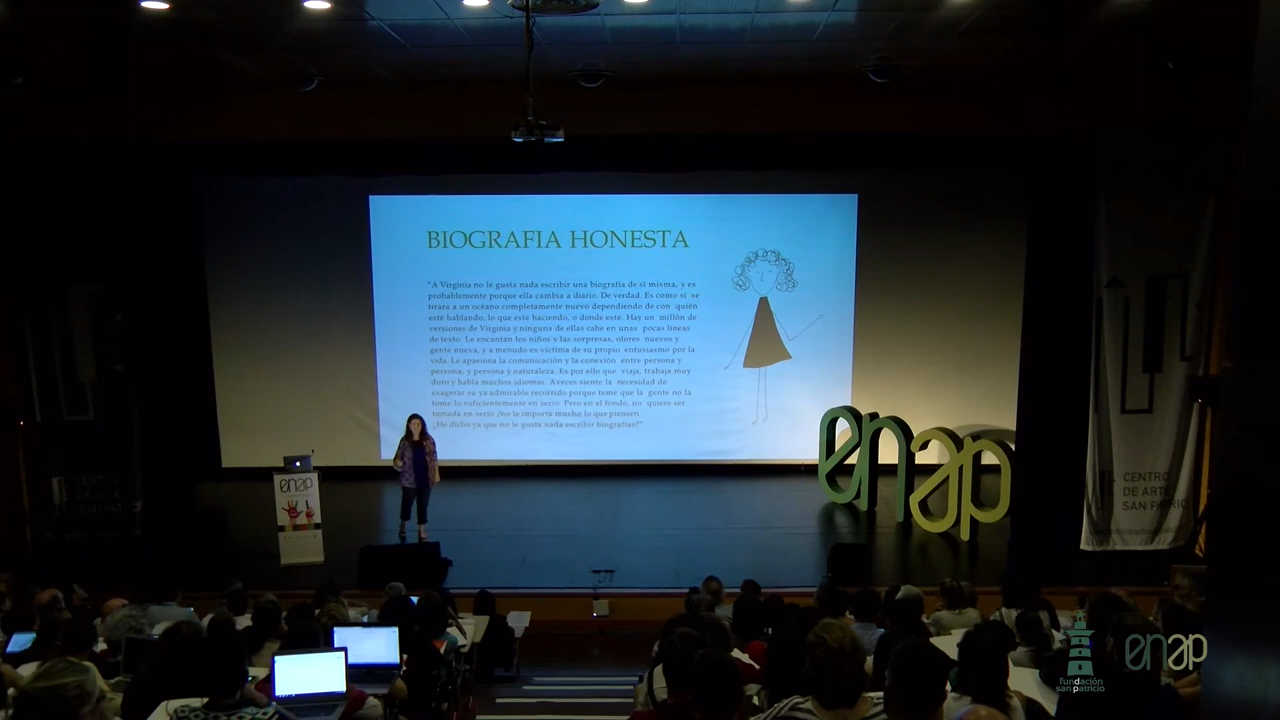 BIOGRAFIA HONESTA
"A Virginia no le gusta nada escribir una biografía de sí misma, y es
probablemente porque ella cambia a diario. De verdad. Es como si se
tirara a un océano completamente nuevo dependiendo de con quién
esté hablando, lo que esté haciendo, o donde esté. Hay un millón de
versiones de Virginia y ninguna de ellas cabe en unas pocas líneas
de texto. Le encantan los niños y las sorpresas, olores nuevos y
gente nueva, y a menudo es víctima de su propio entusiasmo por la
vida. Le apasiona la comunicación y la conexión entre persona y
persona, y persona y naturaleza. Es por ello que viaja, trabaja muy
duro y habla muchos idiomas. Aveces siente la necesidad de
exagerar su ya admirable recorrido porque teme que la gente no la
tome lo suficientemente en serio. Pero en el fondo, no quiere ser
tomada en serio /no le importa mucho lo que piensen.
¿He dicho ya que no le gusta nada escribir biografías?"
enap
enap
CENTRO
DE ARTE
SAN PATRICIO
fundación
san patricio
enap